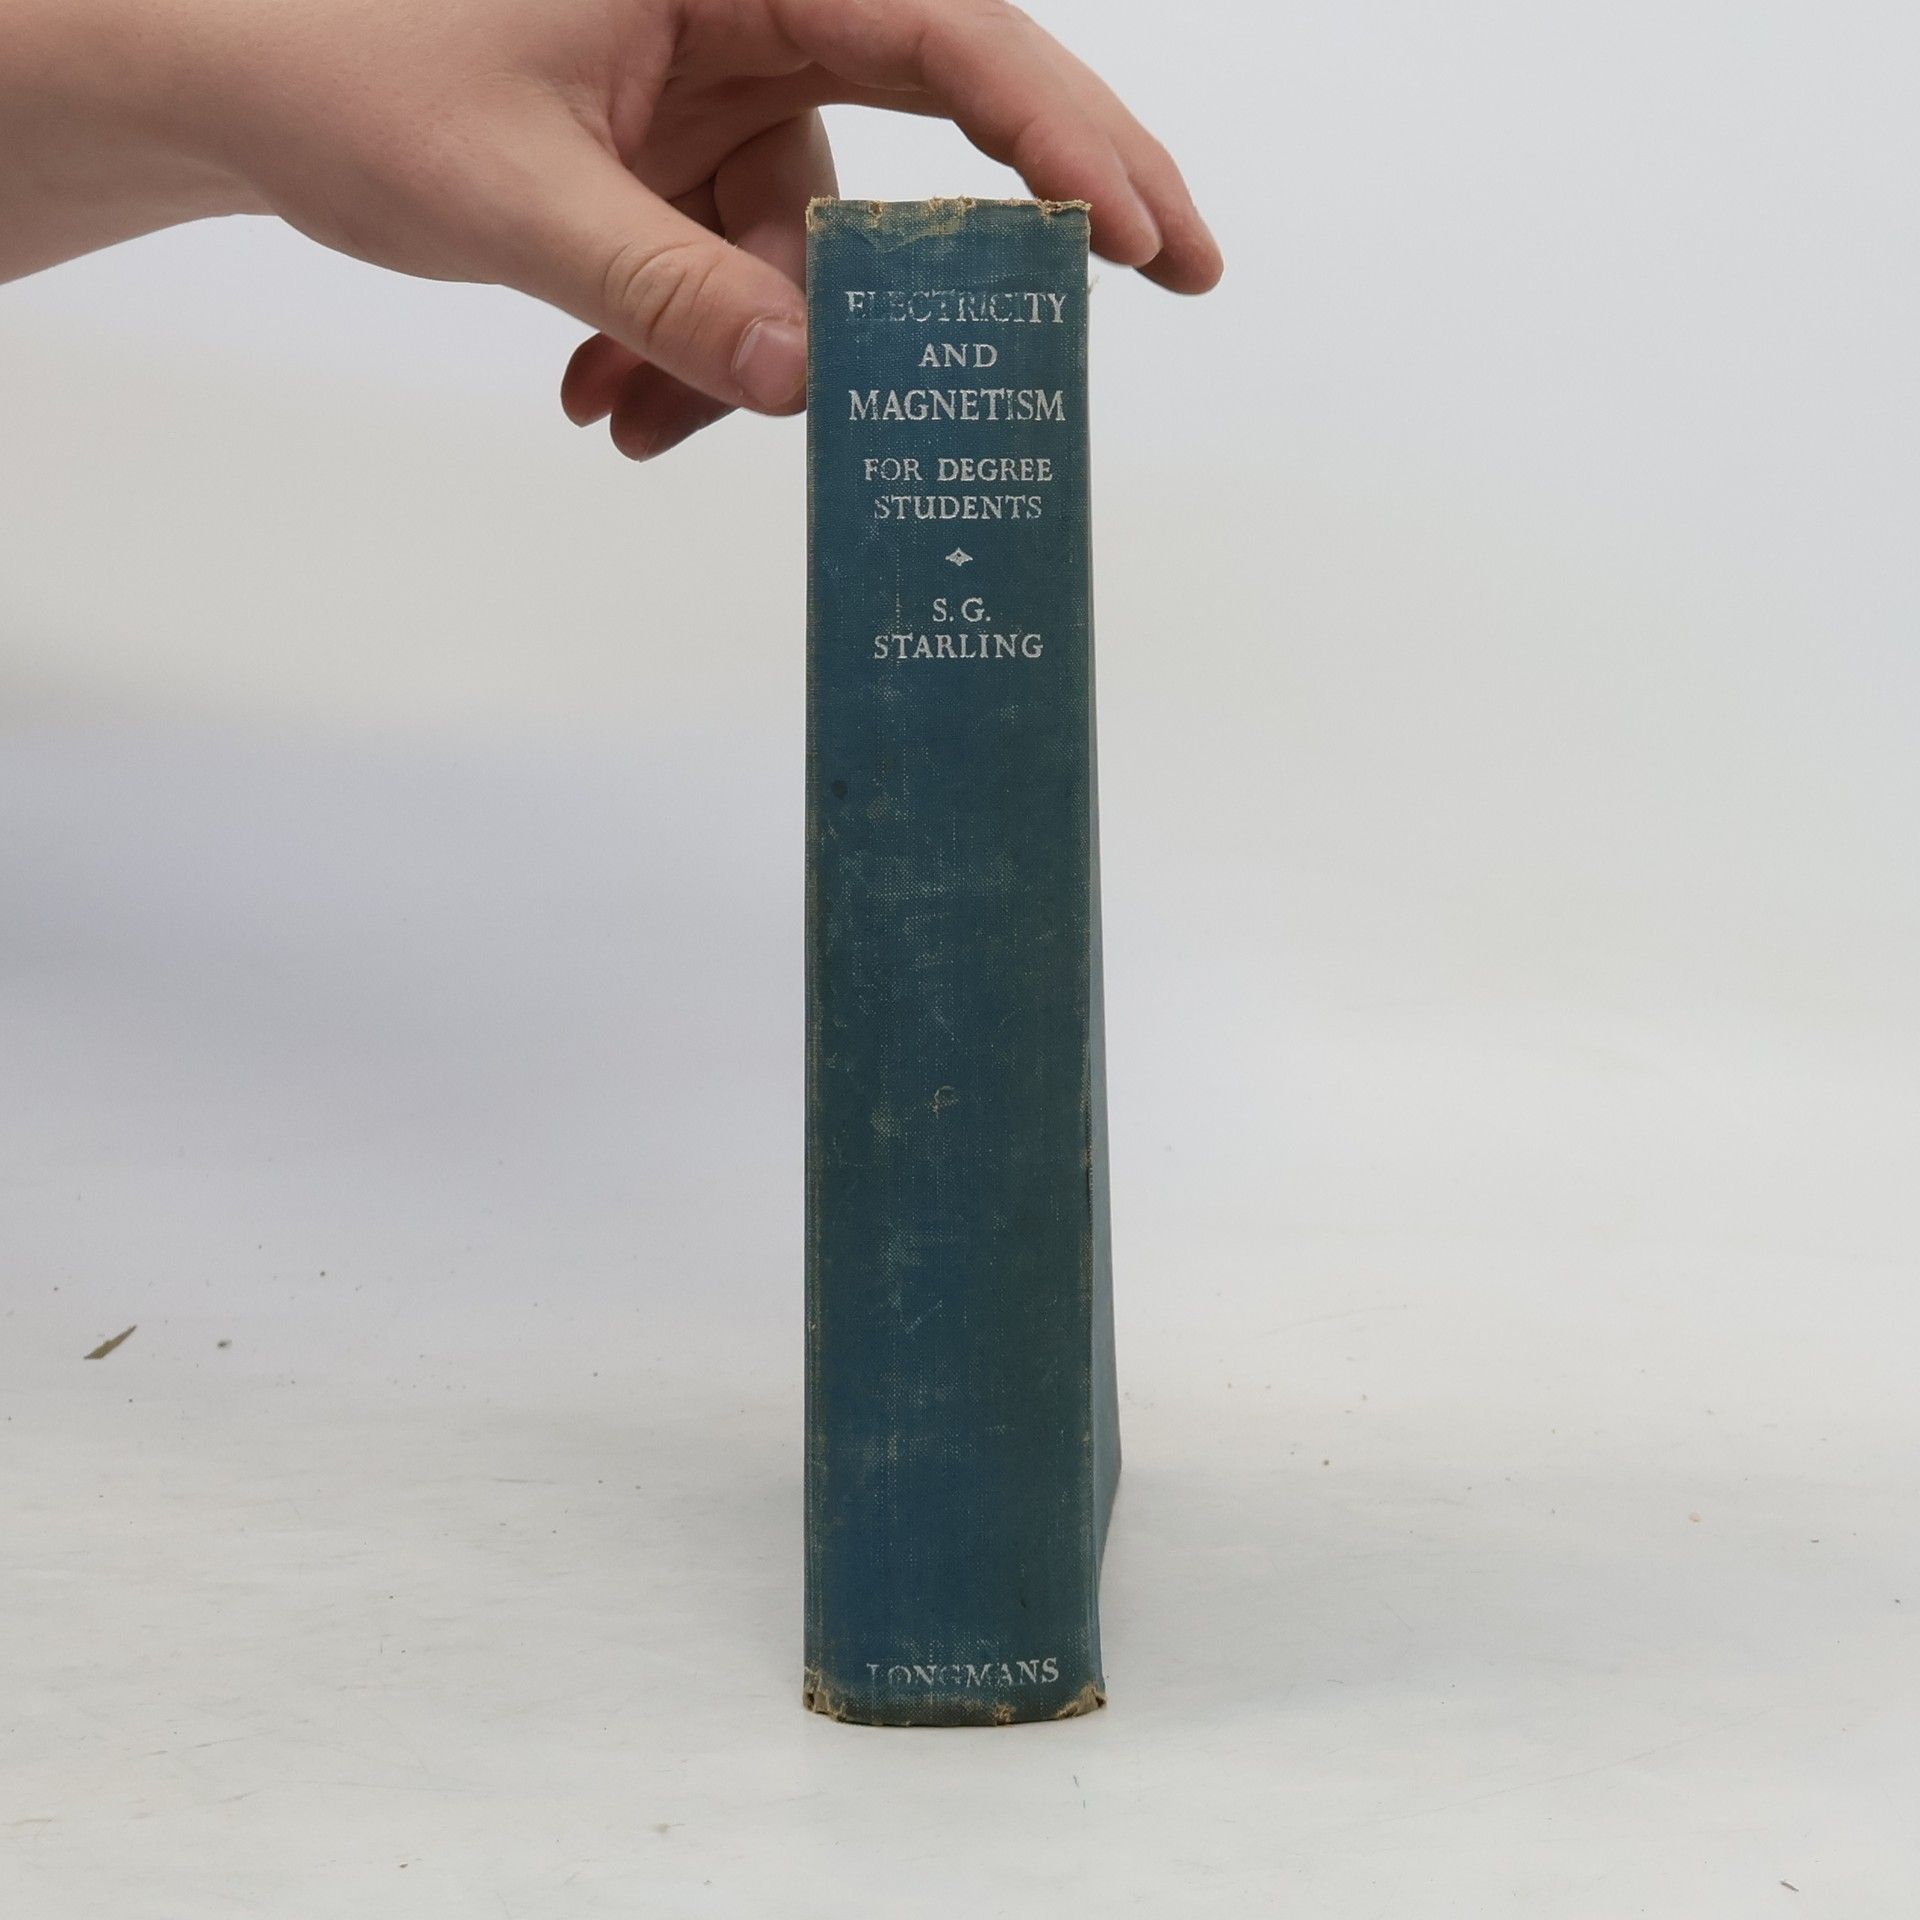 ELECTRICITY
AND
MAGNETISM
FOR DEGREE
STUDENTS
S. G.
STARLING
LONGMANS